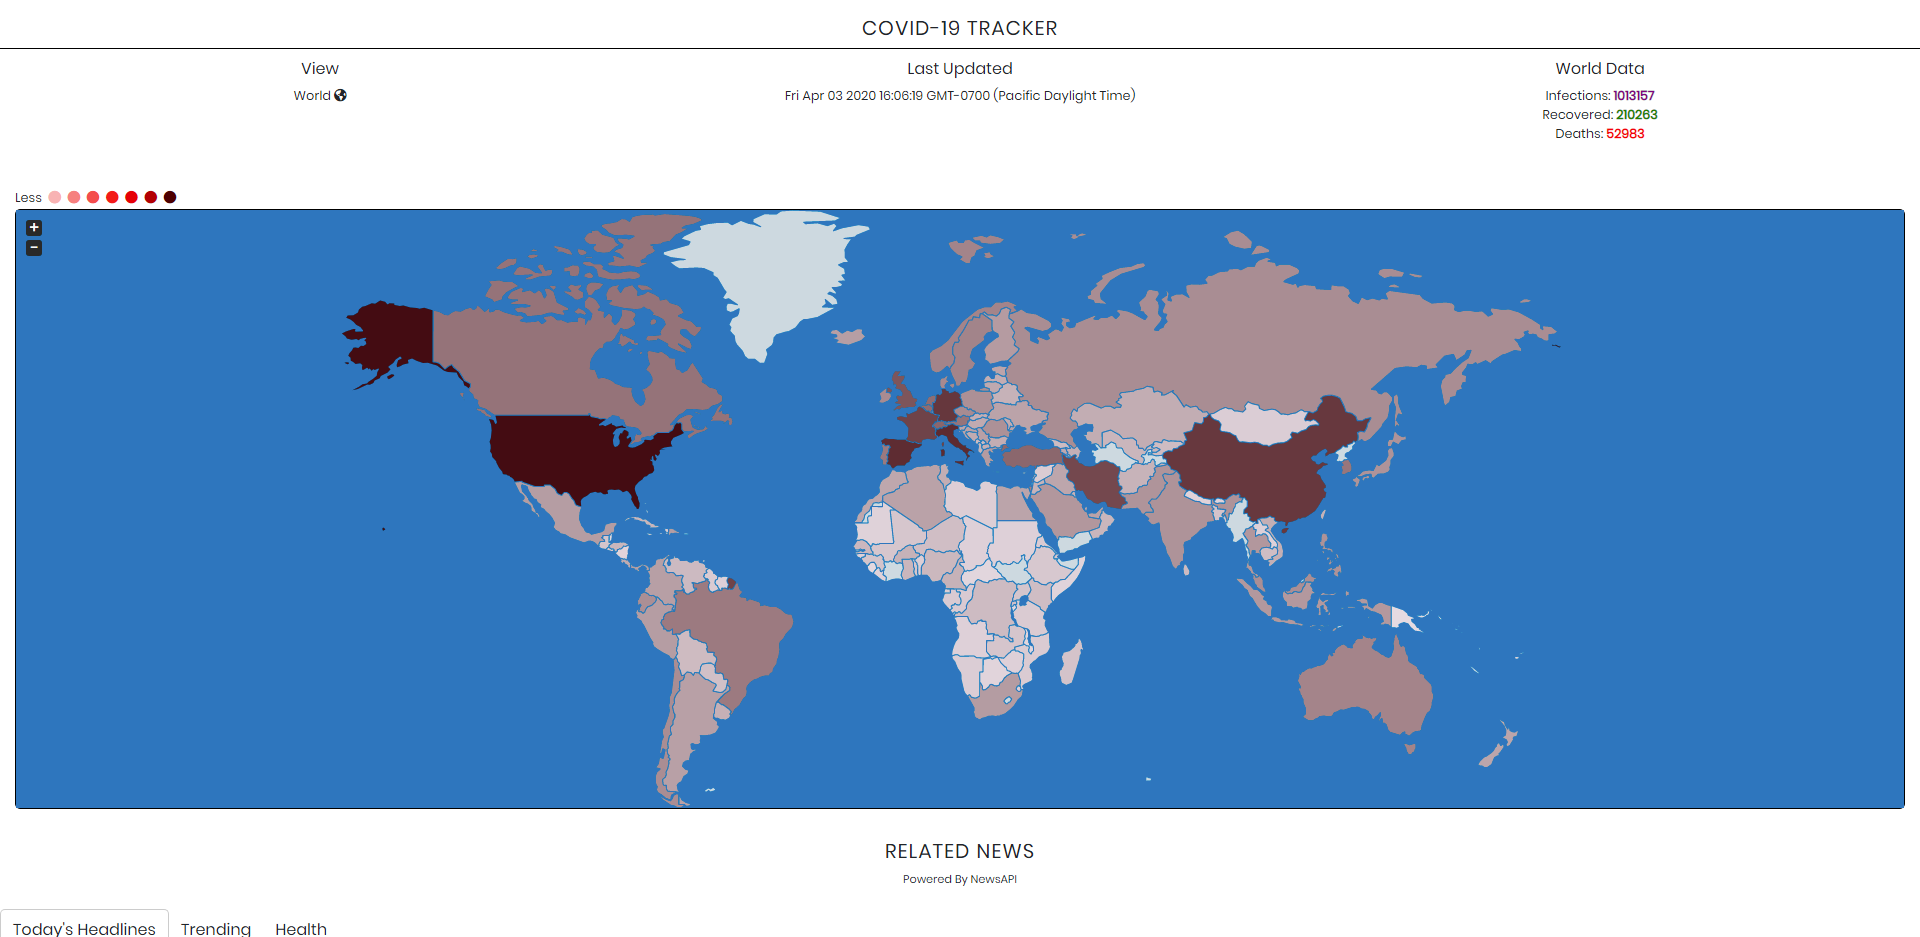 COVID-19 TRACKER
View
World
Last Updated
Fri Apr 03 2020 16:06:19 GMT-0700 (Pacific Daylight Time)
World Data
Infections: 1013157
Recovered: 210263
Deaths: 52983
Less
+
−
RELATED NEWS
Powered By NewsAPI
Today's Headlines
Trending
Health